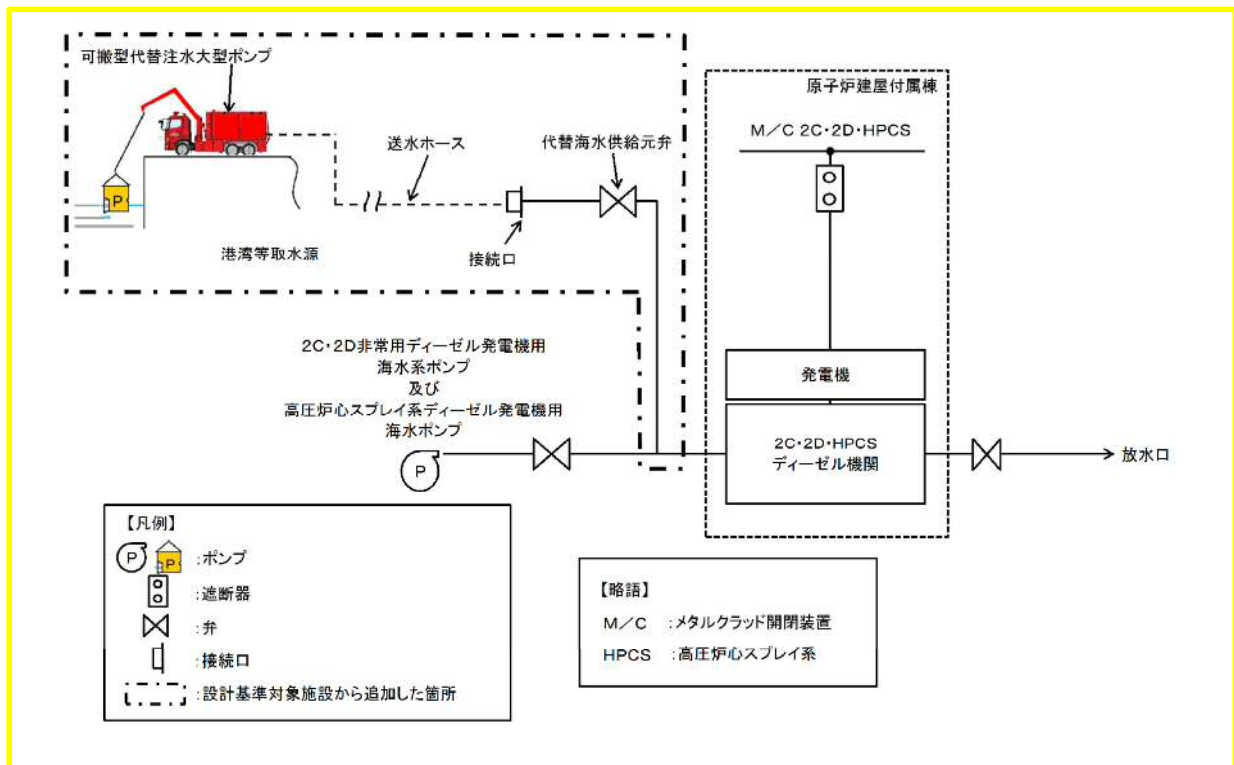 可搬型代替注水大型ポンプ
P
送水ホース
代替海水供給元弁
港湾等取水源
接続口
原子炉建屋付属棟
M/C 2C・2D・HPCS
発電機
2C・2D・HPCS
ディーゼル機関
放水口
2C・2D非常用ディーゼル発電機用
海水系ポンプ
及び
高圧炉心スプレイ系ディーゼル発電機用
海水ポンプ
P
【凡例】
P P :ポンプ
:遮断器
:弁
:接続口
:設計基準対象施設から追加した箇所
【略語】
M/C :メタルクラッド開閉装置
HPCS :高圧炉心スプレイ系